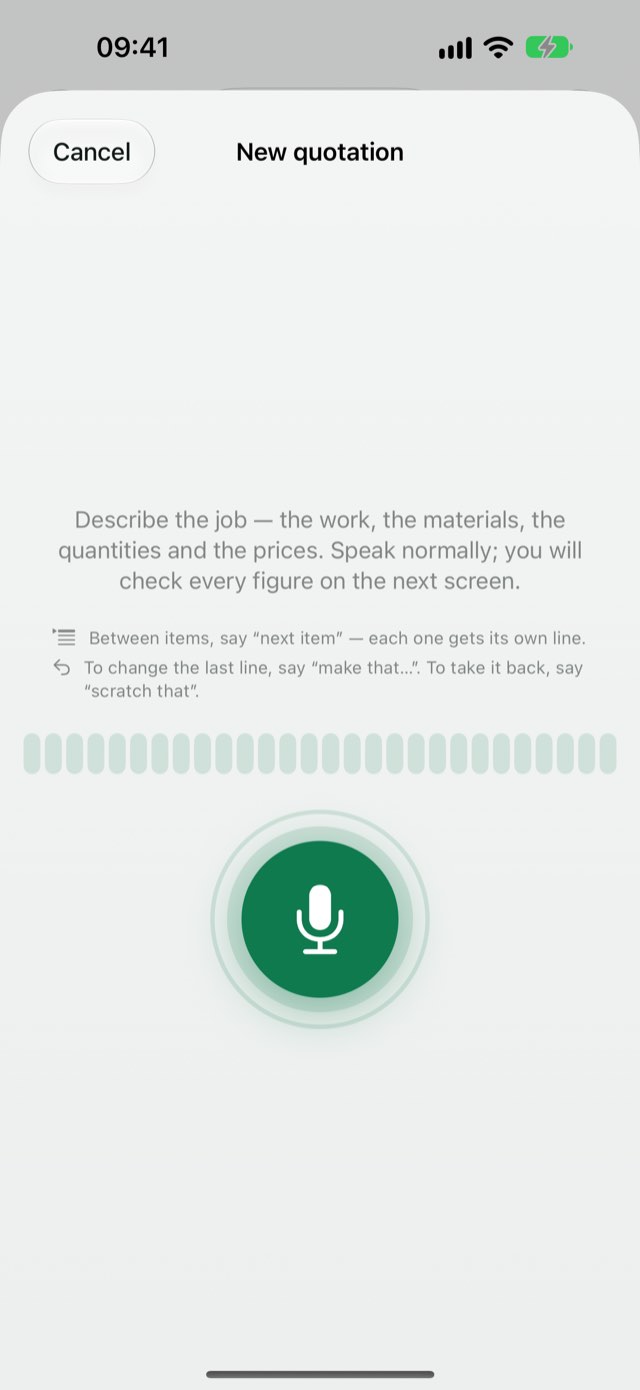 09:41
Cancel
New quotation
Describe the job — the work, the materials, the
quantities and the prices. Speak normally; you will
check every figure on the next screen.
Between items, say “next item” — each one gets its own line.
To change the last line, say “make that…”. To take it back, say
“scratch that”.